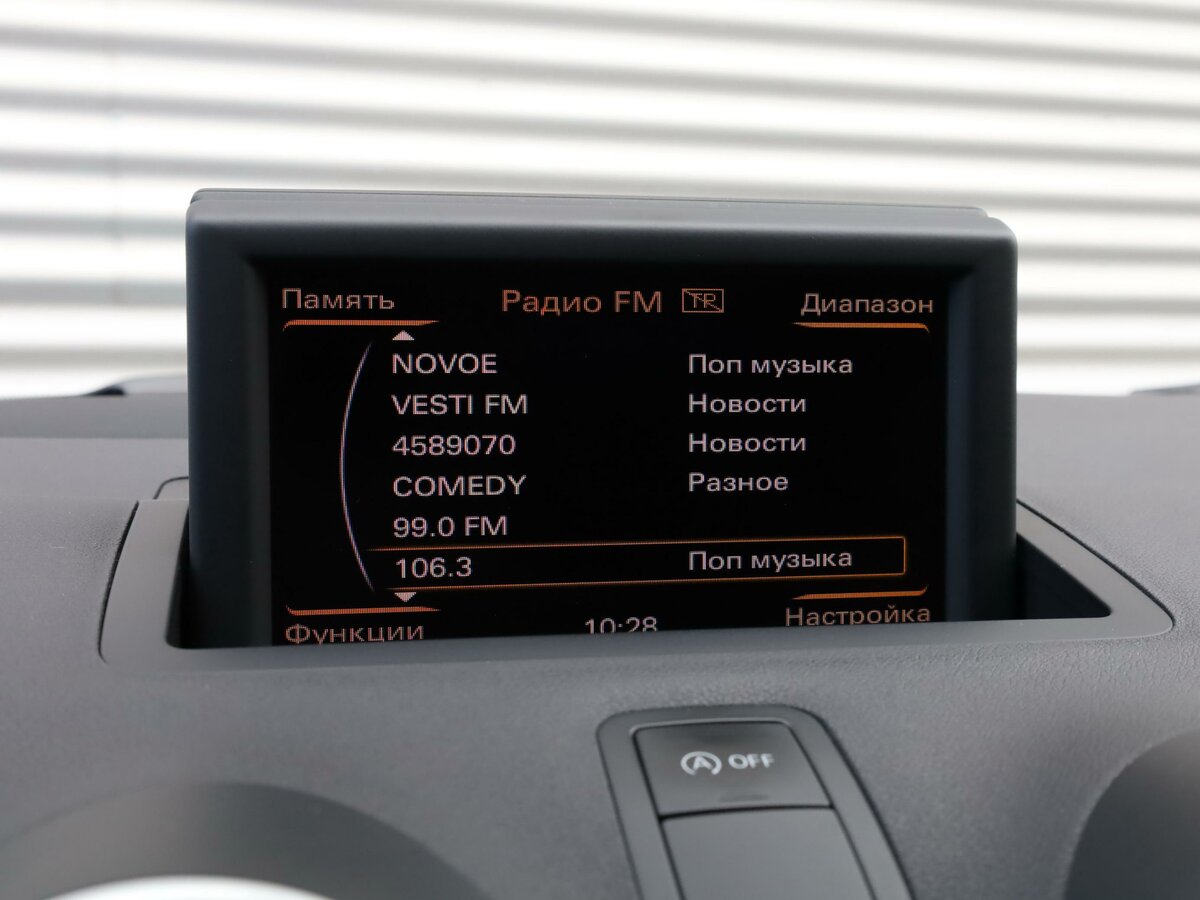 Память Радио FM TP Диапазон
NOVOE Поп музыка
VESTI FM Новости
4589070 Новости
COMEDY Разное
99.0 FM
106.3 Поп музыка
Функции 10:28 Настройка
A OFF